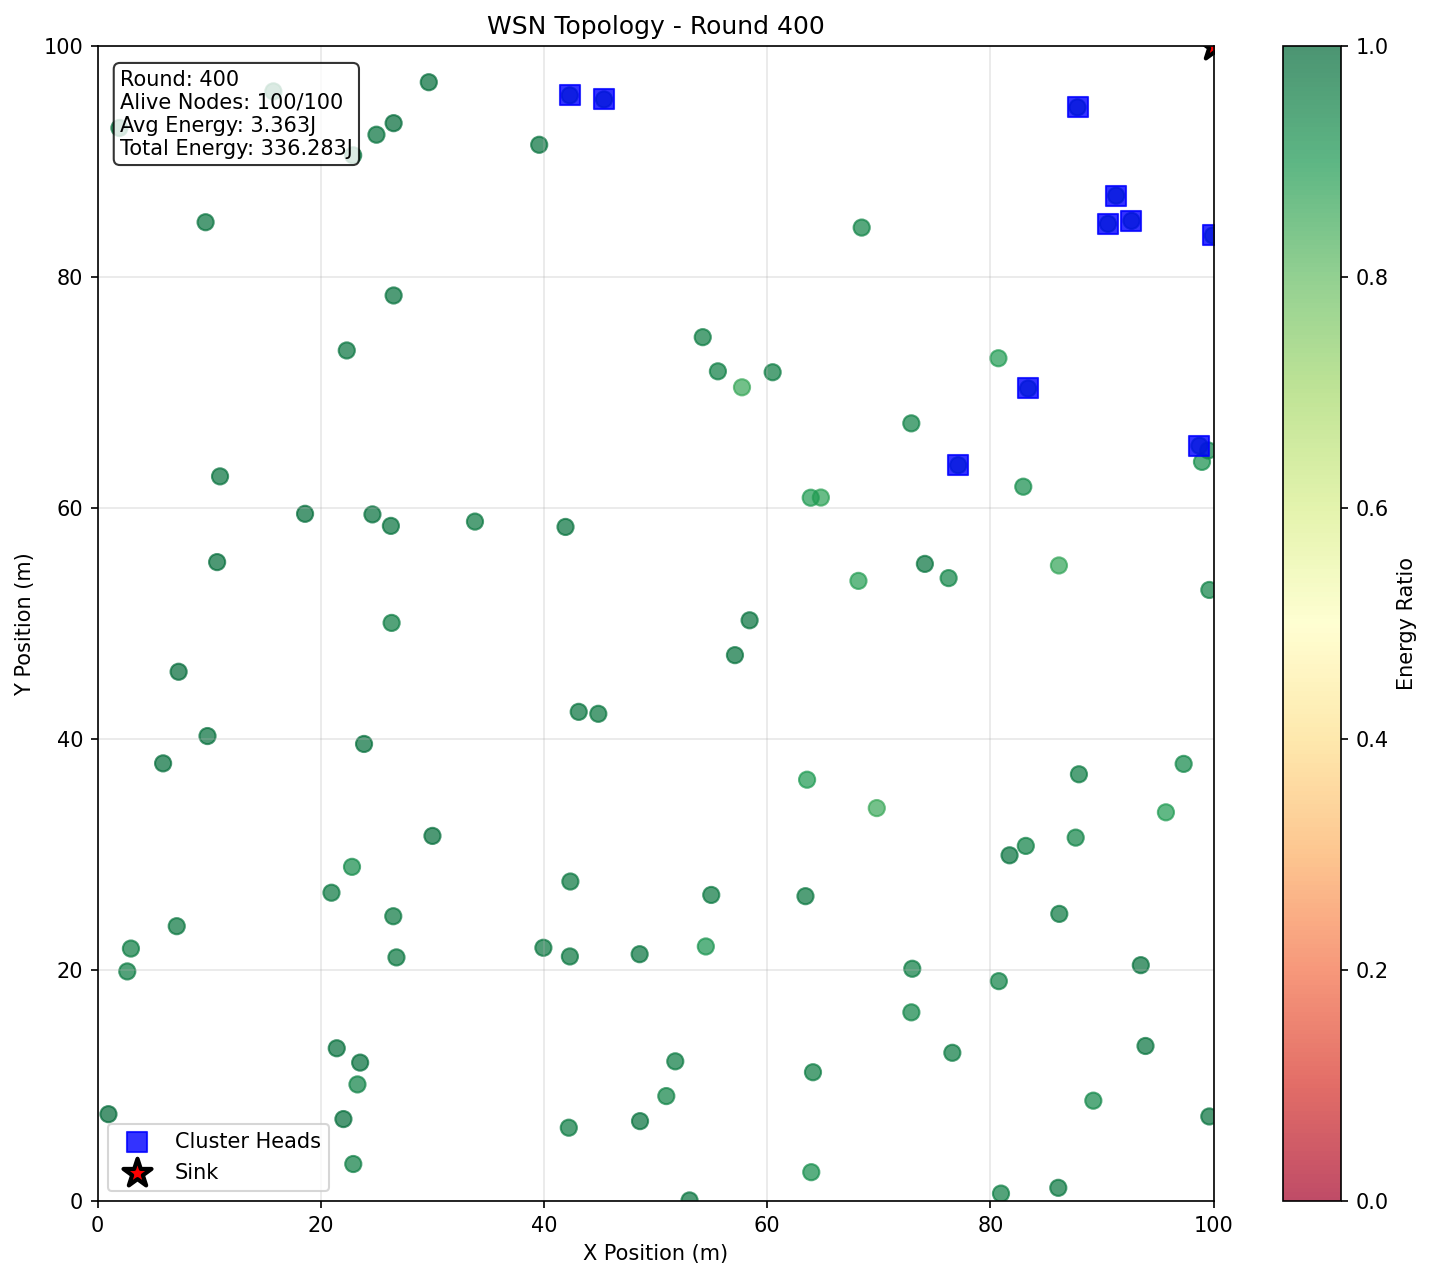 WSN Topology - Round 400
Round: 400
Alive Nodes: 100/100
Avg Energy: 3.363J
Total Energy: 336.283J
100
80
60
40
20
0
Y Position (m)
0
20
40
60
80
100
X Position (m)
Cluster Heads
Sink
1.0
0.8
0.6
0.4
0.2
0.0
Energy Ratio